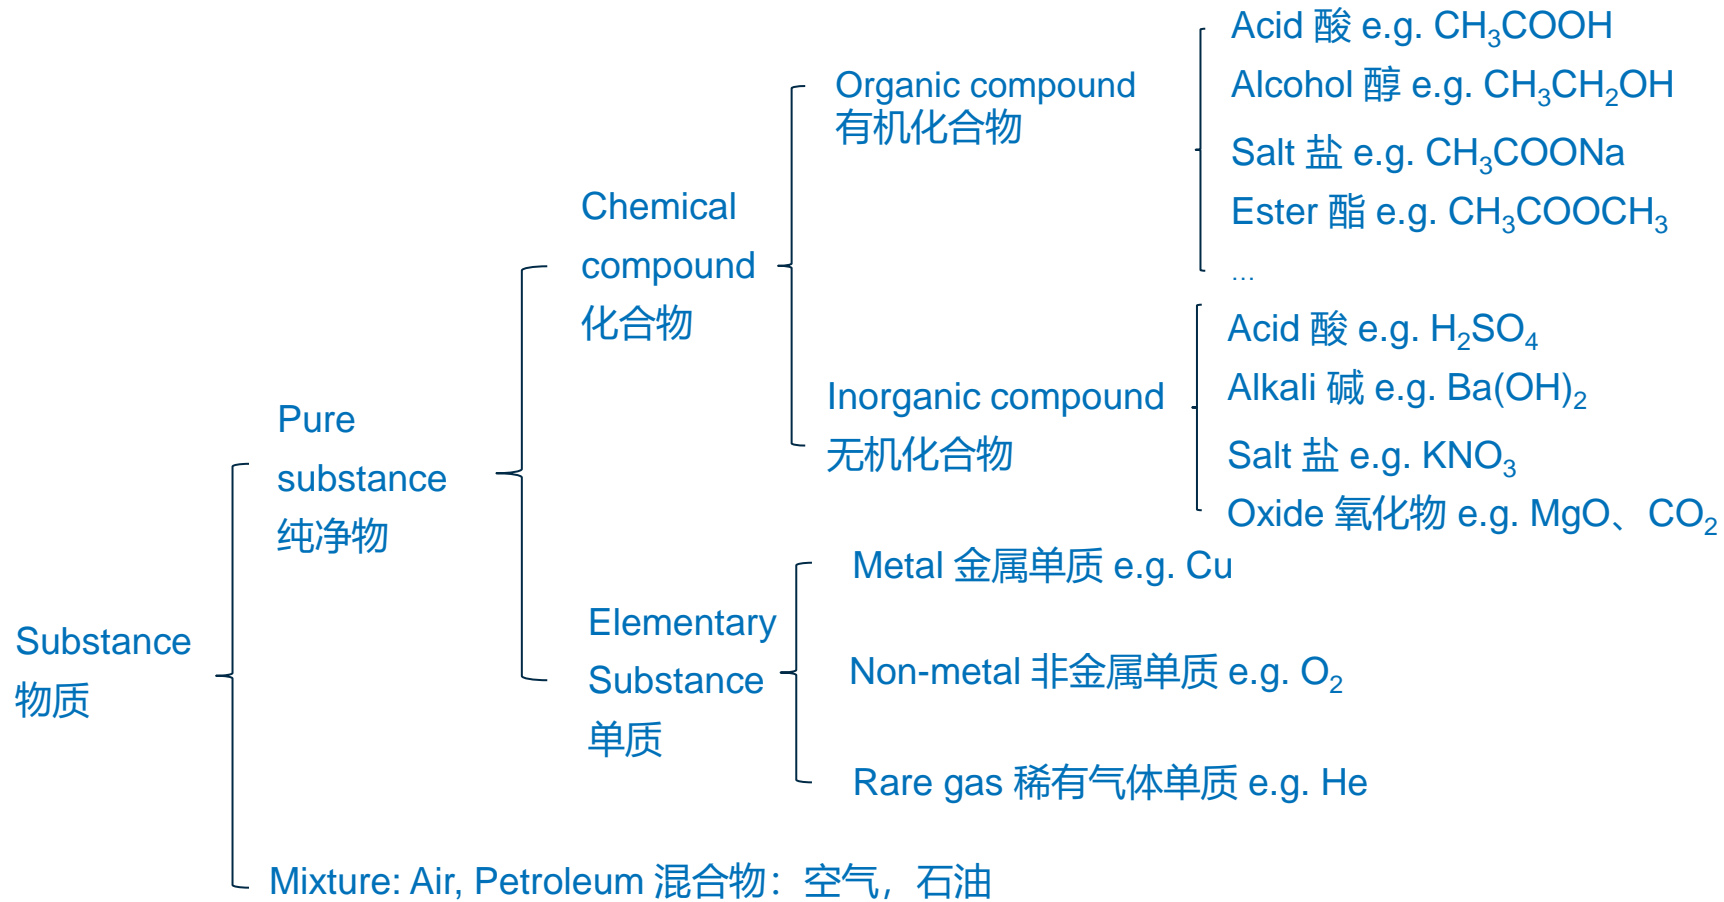 Substance
物质
Pure
substance
纯净物
Chemical
compound
化合物
Organic compound
有机化合物
Acid 酸 e.g. CH₃COOH
Alcohol 醇 e.g. CH₃CH₂OH
Salt 盐 e.g. CH₃COONa
Ester 酯 e.g. CH₃COOCH₃
...
Inorganic compound
无机化合物
Acid 酸 e.g. H₂SO₄
Alkali 碱 e.g. Ba(OH)₂
Salt 盐 e.g. KNO₃
Oxide 氧化物 e.g. MgO、CO₂
Elementary
Substance
单质
Metal 金属单质 e.g. Cu
Non-metal 非金属单质 e.g. O₂
Rare gas 稀有气体单质 e.g. He
Mixture: Air, Petroleum 混合物：空气，石油